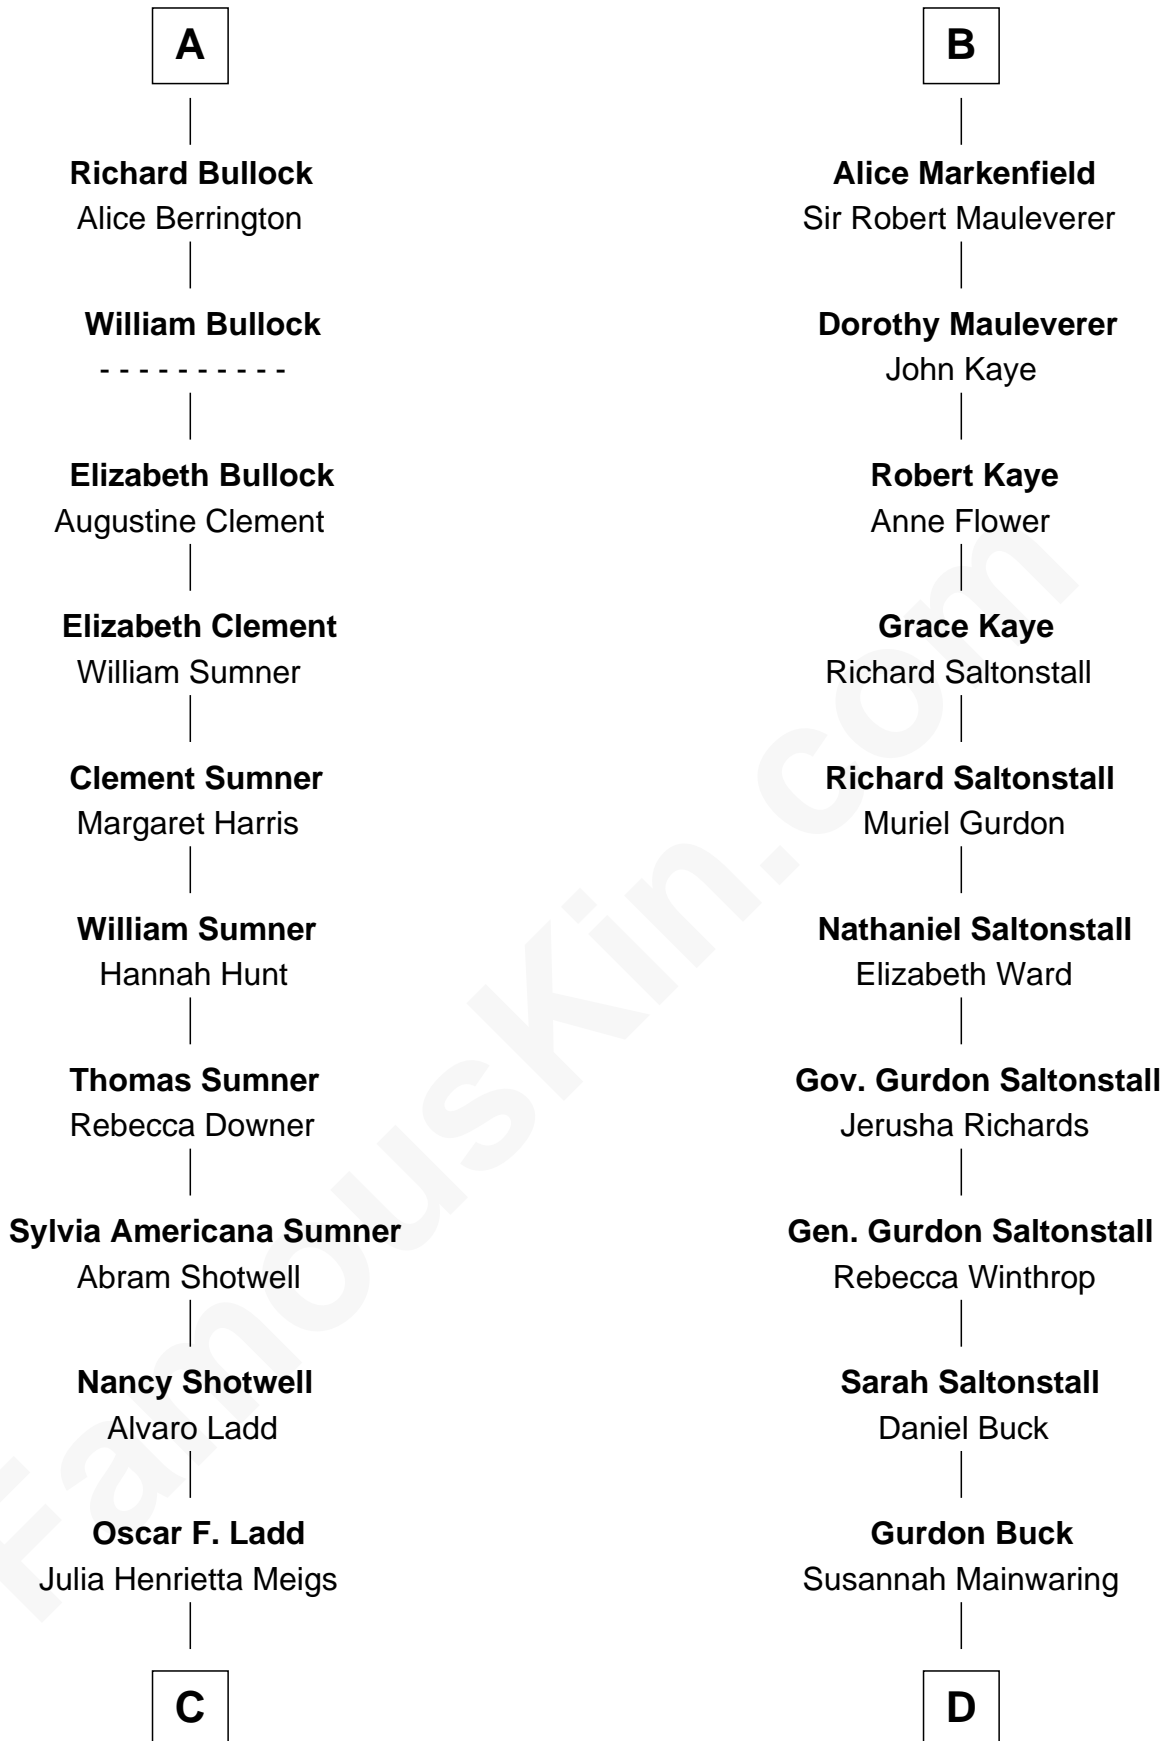 A
Richard Bullock
Alice Berrington
William Bullock
- - - - - - - - - -
Elizabeth Bullock
Augustine Clement
Elizabeth Clement
William Sumner
Clement Sumner
Margaret Harris
William Sumner
Hannah Hunt
Thomas Sumner
Rebecca Downer
Sylvia Americana Sumner
Abram Shotwell
Nancy Shotwell
Alvaro Ladd
Oscar F. Ladd
Julia Henrietta Meigs
C
B
Alice Markenfield
Sir Robert Mauleverer
Dorothy Mauleverer
John Kaye
Robert Kaye
Anne Flower
Grace Kaye
Richard Saltonstall
Richard Saltonstall
Muriel Gurdon
Nathaniel Saltonstall
Elizabeth Ward
Gov. Gurdon Saltonstall
Jerusha Richards
Gen. Gurdon Saltonstall
Rebecca Winthrop
Sarah Saltonstall
Daniel Buck
Gurdon Buck
Susannah Mainwaring
D
FamousKin.com